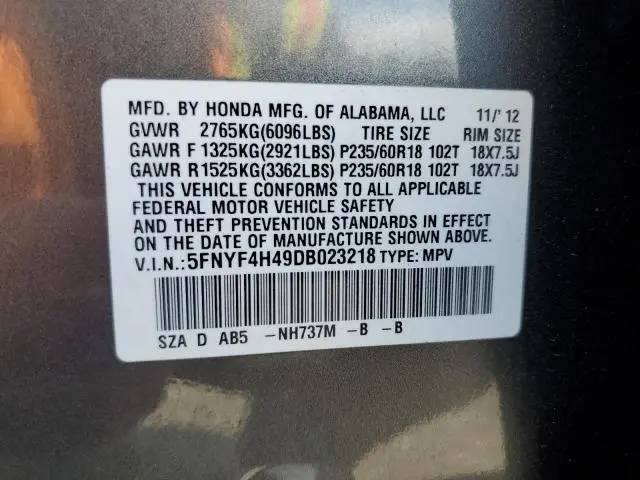 MFD. BY HONDA MFG. OF ALABAMA, LLC 11/'12
GVWR 2765KG(6096LBS) TIRE SIZE RIM SIZE
GAWR F 1325KG(2921LBS) P235/60R18 102T 18X7.5J
GAWR R 1525KG(3362LBS) P235/60R18 102T 18X7.5J
THIS VEHICLE CONFORMS TO ALL APPLICABLE
FEDERAL MOTOR VEHICLE SAFETY
AND THEFT PREVENTION STANDARDS IN EFFECT
ON THE DATE OF MANUFACTURE SHOWN ABOVE.
V.I.N.: 5FNYF4H49DB023218 TYPE: MPV
SZA D AB5 -NH737M -B -B